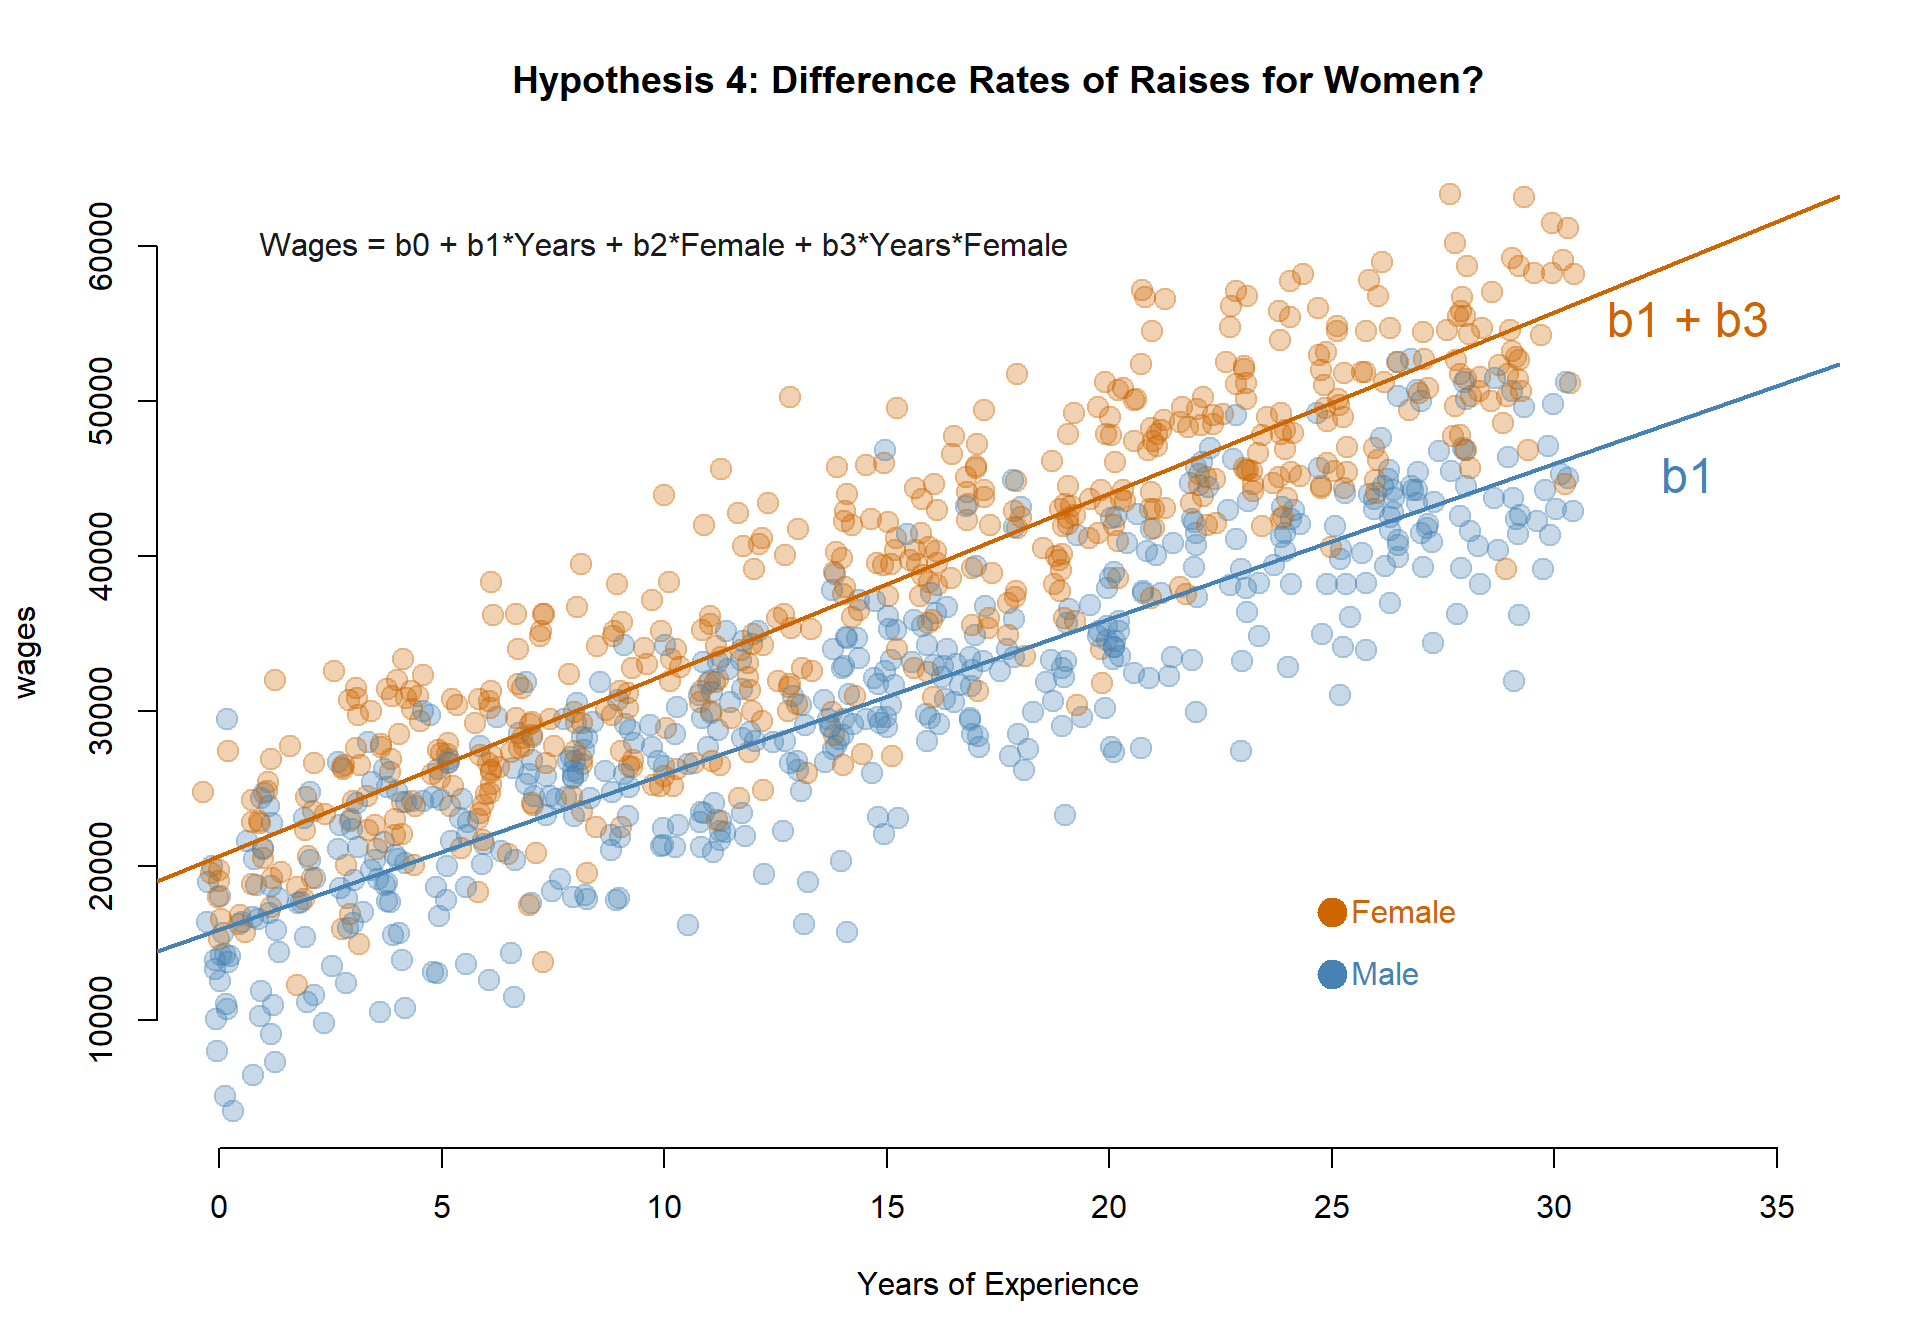 Hypothesis 4: Difference Rates of Raises for Women?
Wages = b0 + b1*Years + b2*Female + b3*Years*Female
60000
50000
40000
30000
20000
10000
wages
b1 + b3
b1
Female
Male
0 5 10 15 20 25 30 35
Years of Experience